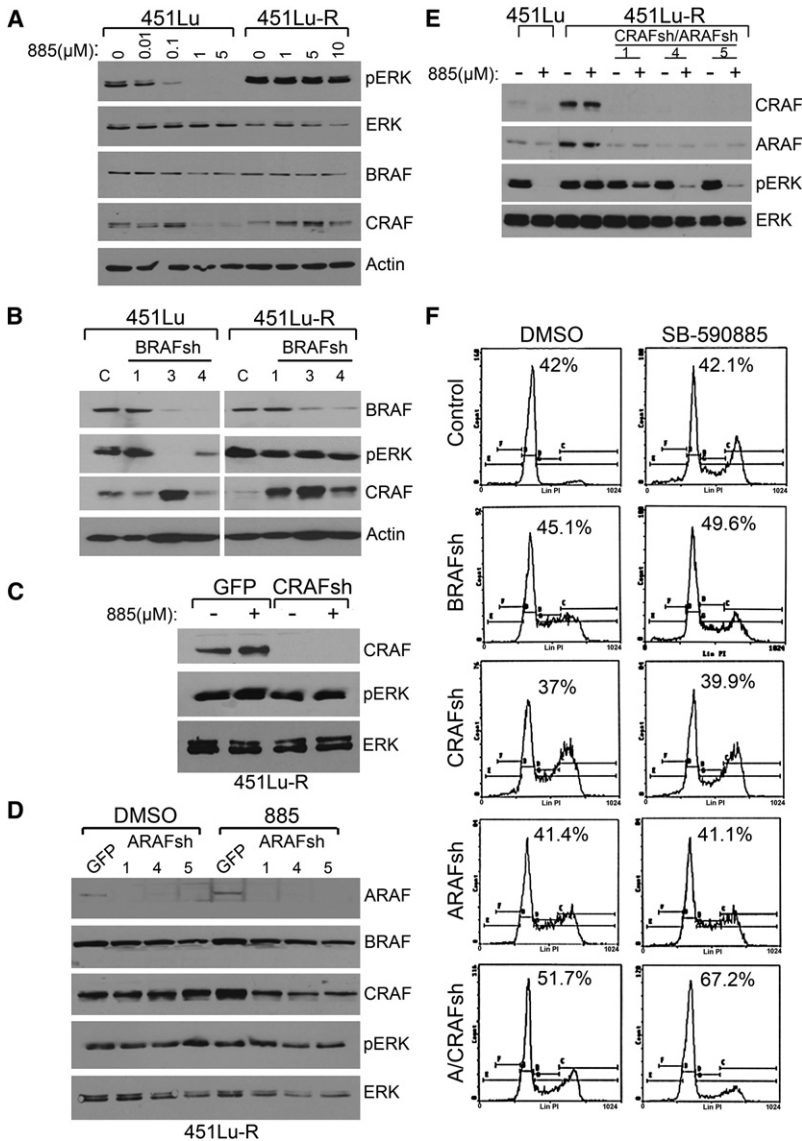 A
451Lu 451Lu-R
885(µM): 0 0.01 0.1 1 5 0 1 5 10
pERK
ERK
BRAF
CRAF
Actin
B
451Lu 451Lu-R
BRAFsh BRAFsh
C 1 3 4 C 1 3 4
BRAF
pERK
CRAF
Actin
C
GFP CRAFsh
885(µM): - + - +
CRAF
pERK
ERK
451Lu-R
D
DMSO 885
GFP ARAFsh GFP ARAFsh
1 4 5 1 4 5
ARAF
BRAF
CRAF
pERK
ERK
451Lu-R
E
451Lu 451Lu-R
CRAFsh/ARAFsh
1 4 5
885(µM): - + - + - + - + - +
CRAF
ARAF
pERK
ERK
F
DMSO SB-590885
Control
42% 42.1%
BRAFsh
45.1% 49.6%
CRAFsh
37% 39.9%
ARAFsh
41.4% 41.1%
A/CRAFsh
51.7% 67.2%
Count
Lin PI
0 1024